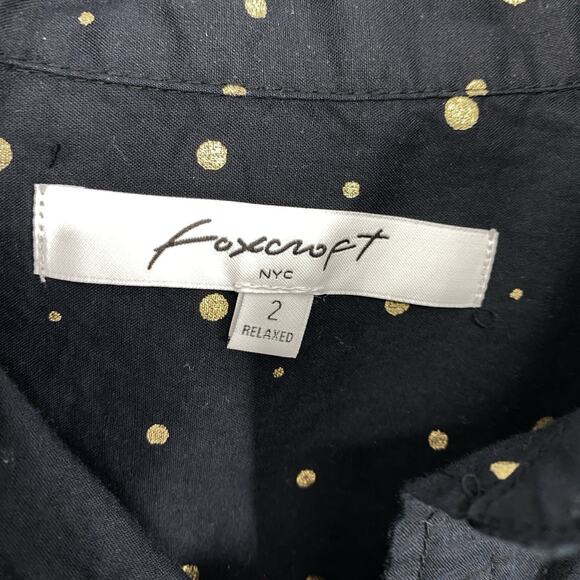 Foxcroft
NYC
2
RELAXED